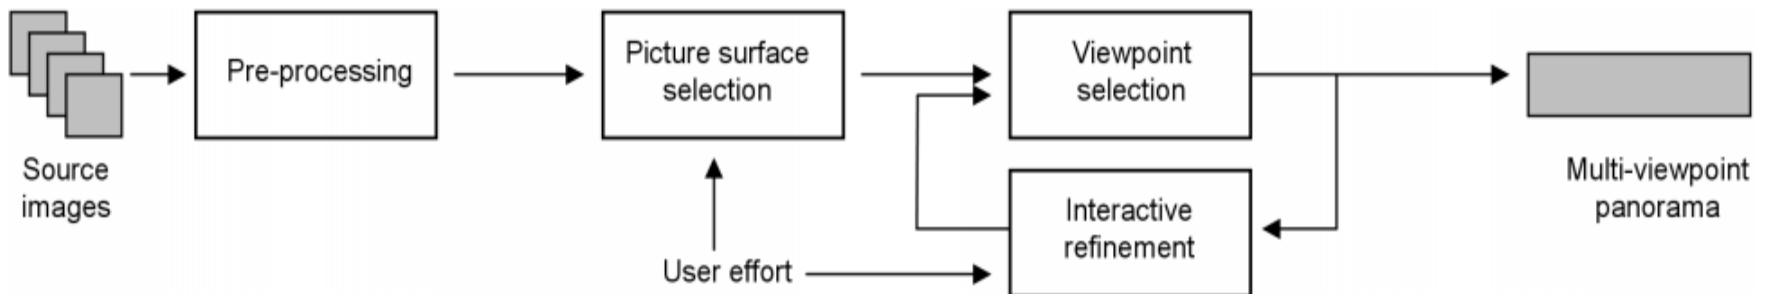 Pre-processing
Picture surface
selection
Viewpoint
selection
Source
images
Multi-viewpoint
panorama
Interactive
refinement
User effort